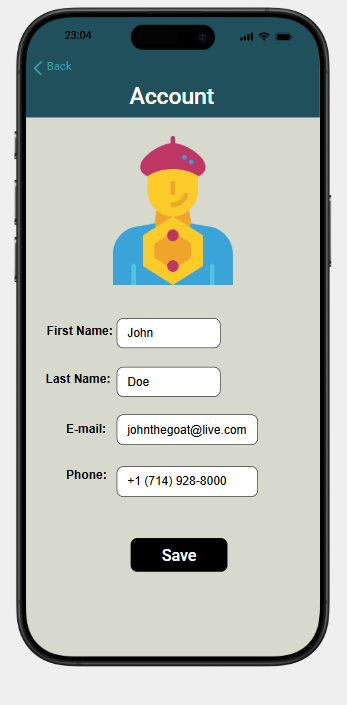 23:04
Back
Account
First Name: John
Last Name: Doe
E-mail: johnthegoat@live.com
Phone: +1 (714) 928-8000
Save